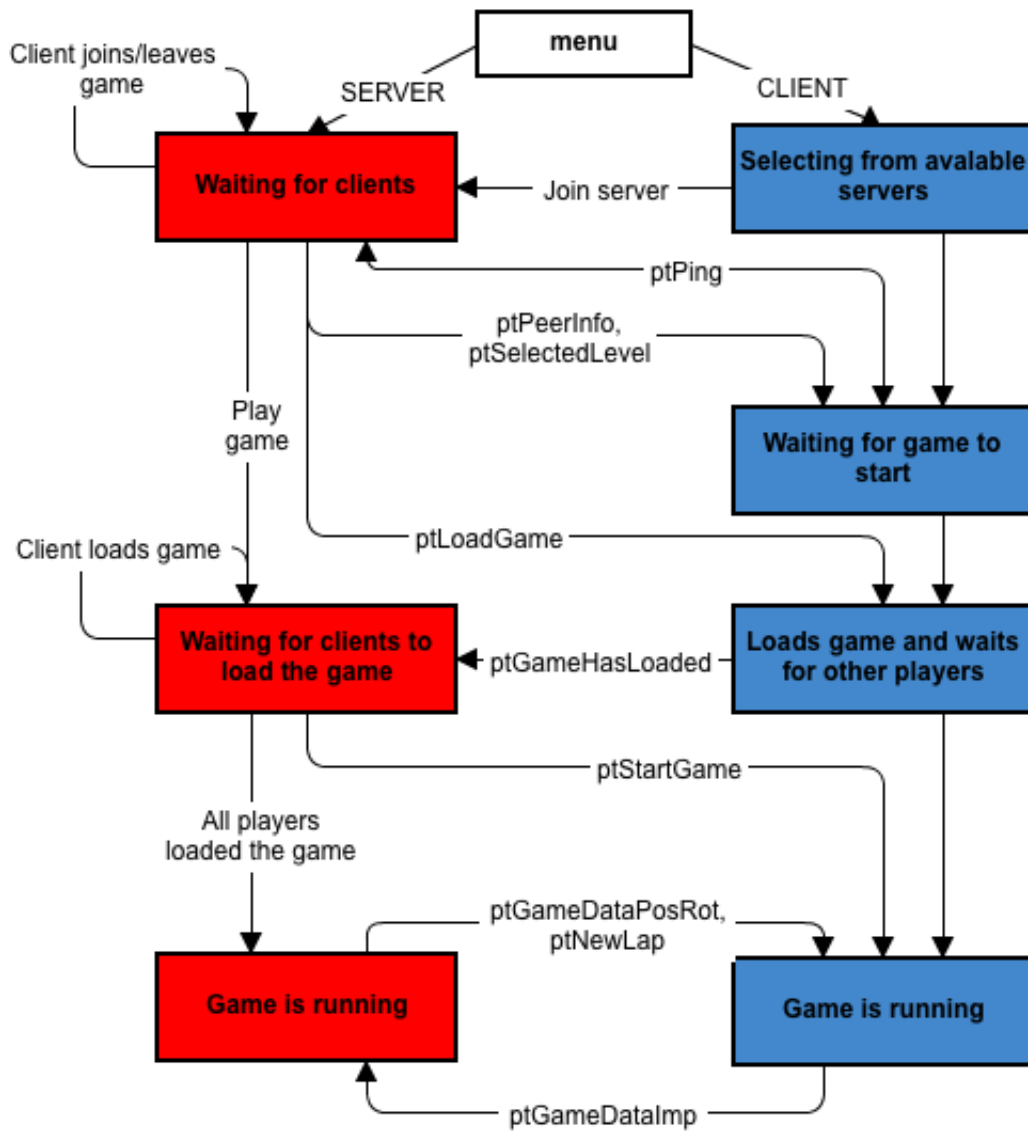 menu
Client joins/leaves
game
SERVER
CLIENT
Waiting for clients
Selecting from avalable
servers
Join server
ptPing
ptPeerInfo,
ptSelectedLevel
Play
game
Waiting for game to
start
Client loads game
ptLoadGame
Waiting for clients to
load the game
ptGameHasLoaded
Loads game and waits
for other players
ptStartGame
All players
loaded the game
ptGameDataPosRot,
ptNewLap
Game is running
Game is running
ptGameDataImp